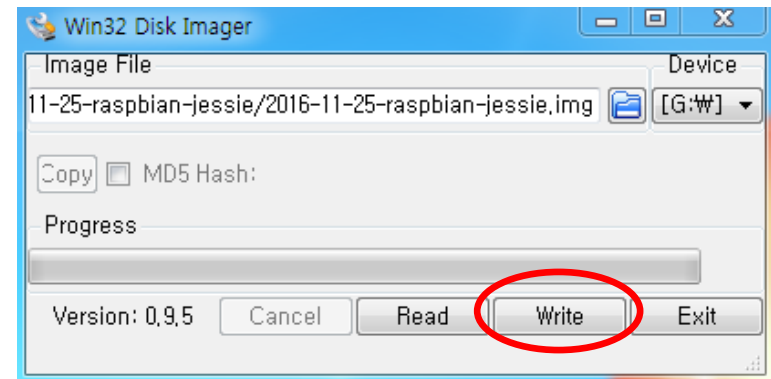 Win32 Disk Imager
Image File
Device
11-25-raspbian-jessie/2016-11-25-raspbian-jessie,img
[G:₩]
Copy
MD5 Hash:
Progress
Version: 0,9,5
Cancel
Read
Write
Exit